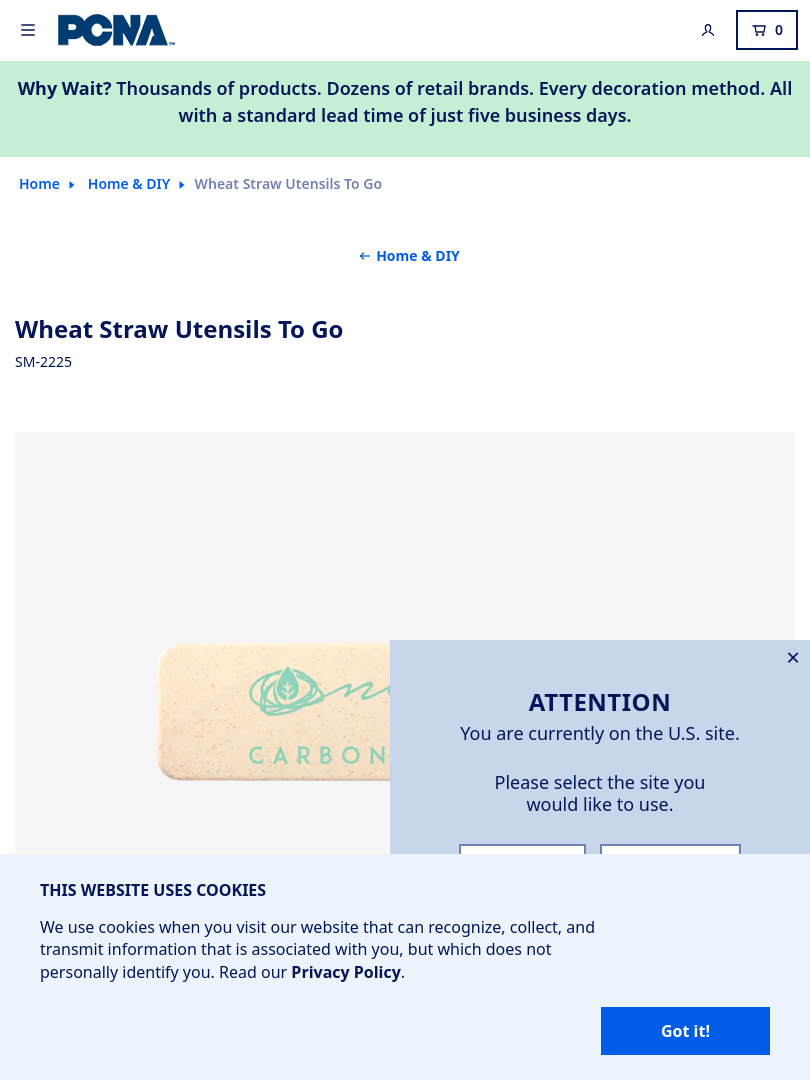 PCNA
0
Why Wait? Thousands of products. Dozens of retail brands. Every decoration method. All
with a standard lead time of just five business days.
Home Home & DIY Wheat Straw Utensils To Go
Home & DIY
Wheat Straw Utensils To Go
SM-2225
CARBON
ATTENTION
You are currently on the U.S. site.
Please select the site you
would like to use.
THIS WEBSITE USES COOKIES
We use cookies when you visit our website that can recognize, collect, and
transmit information that is associated with you, but which does not
personally identify you. Read our Privacy Policy.
Got it!